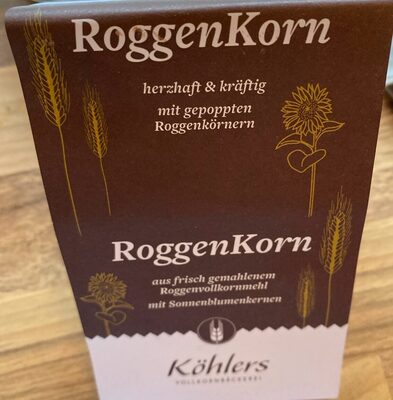 RoggenKorn
herzhaft & kräftig
mit gepoppten
Roggenkörnern
RoggenKorn
aus frisch gemahlenem
Roggenvollkornmehl
mit Sonnenblumenkernen
Köhlers
VOLLKORNBÄCKEREI